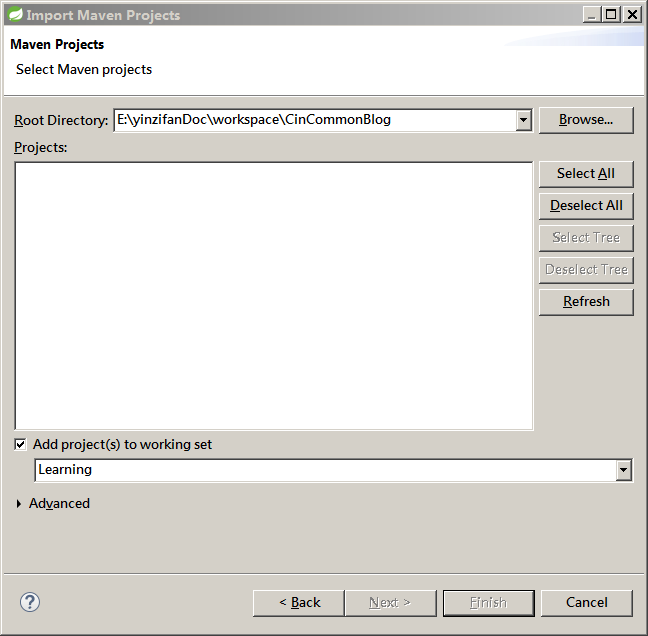 Import Maven Projects
Maven Projects
Select Maven projects
Root Directory: E:\yinzifanDoc\workspace\CinCommonBlog Browse...
Projects:
Select All
Deselect All
Select Tree
Deselect Tree
Refresh
Add project(s) to working set
Learning
Advanced
? < Back Next > Finish Cancel